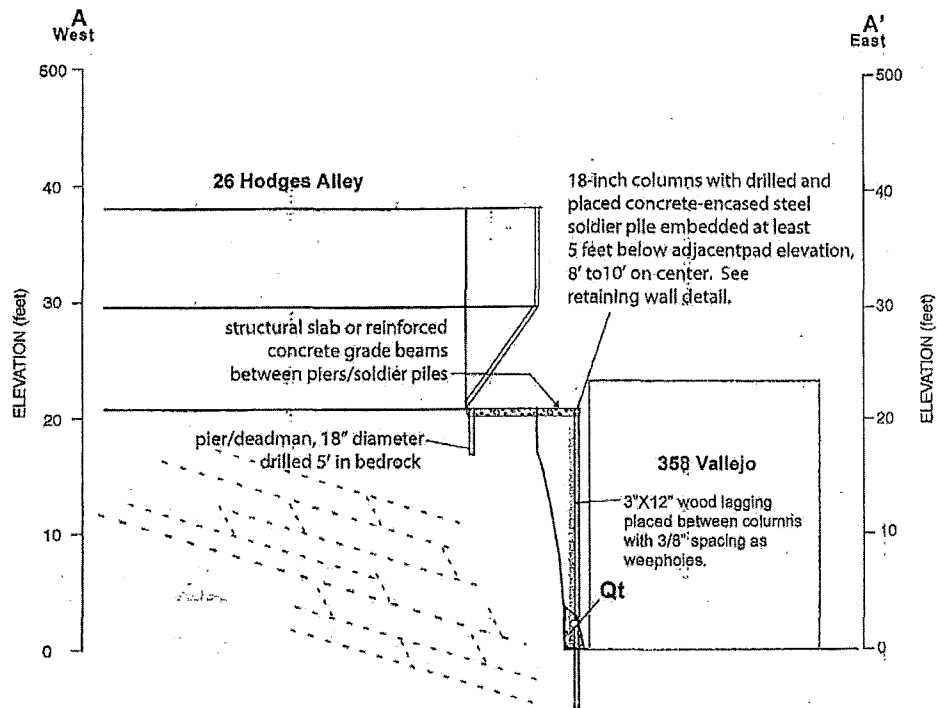 A
West
A'
East
500
500
26 Hodges Alley
40
40
18-inch columns with drilled and
placed concrete-encased steel
soldier pile embedded at least
5 feet below adjacentpad elevation,
8' to10' on center. See
retaining wall detail.
30
30
ELEVATION (feet)
ELEVATION (feet)
structural slab or reinforced
concrete grade beams
between piers/soldier piles
20
20
pier/deadman, 18" diameter
drilled 5' in bedrock
358 Vallejo
3"X12" wood lagging
placed between columns
with 3/8" spacing as
weepholes.
10
10
Qt
0
0